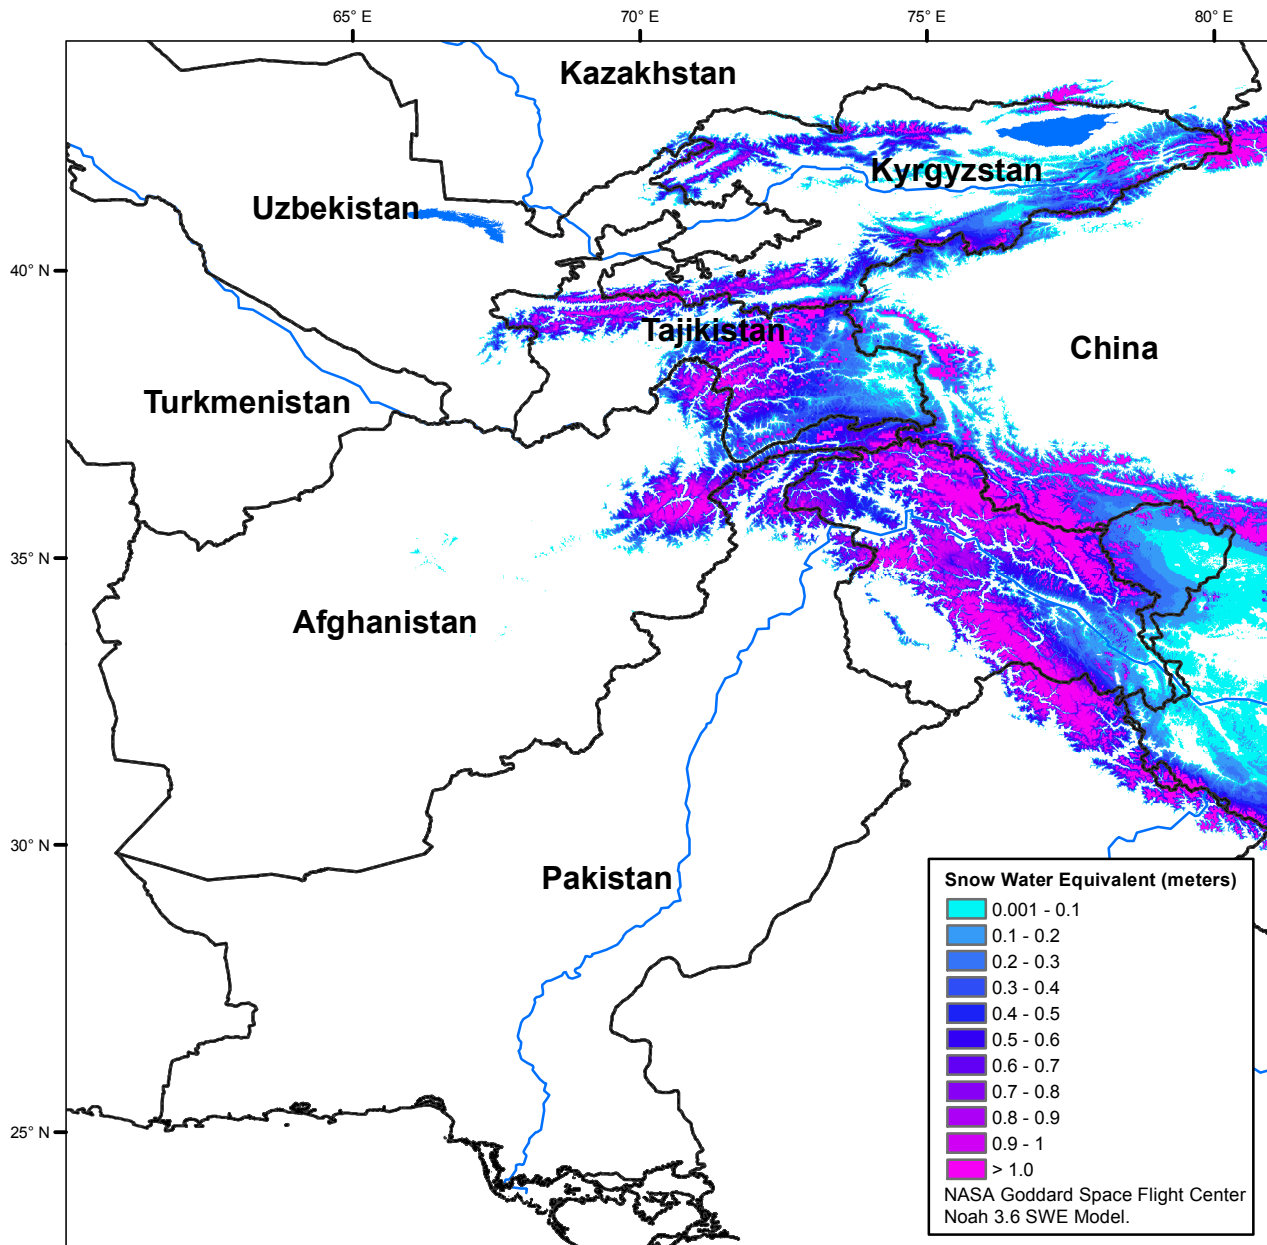 65° E
70° E
75° E
80° E
Kazakhstan
Kyrgyzstan
Uzbekistan
40° N
Tajikistan
China
Turkmenistan
35° N
Afghanistan
30° N
Pakistan
25° N
Snow Water Equivalent (meters)
0.001 - 0.1
0.1 - 0.2
0.2 - 0.3
0.3 - 0.4
0.4 - 0.5
0.5 - 0.6
0.6 - 0.7
0.7 - 0.8
0.8 - 0.9
0.9 - 1
> 1.0
NASA Goddard Space Flight Center
Noah 3.6 SWE Model.